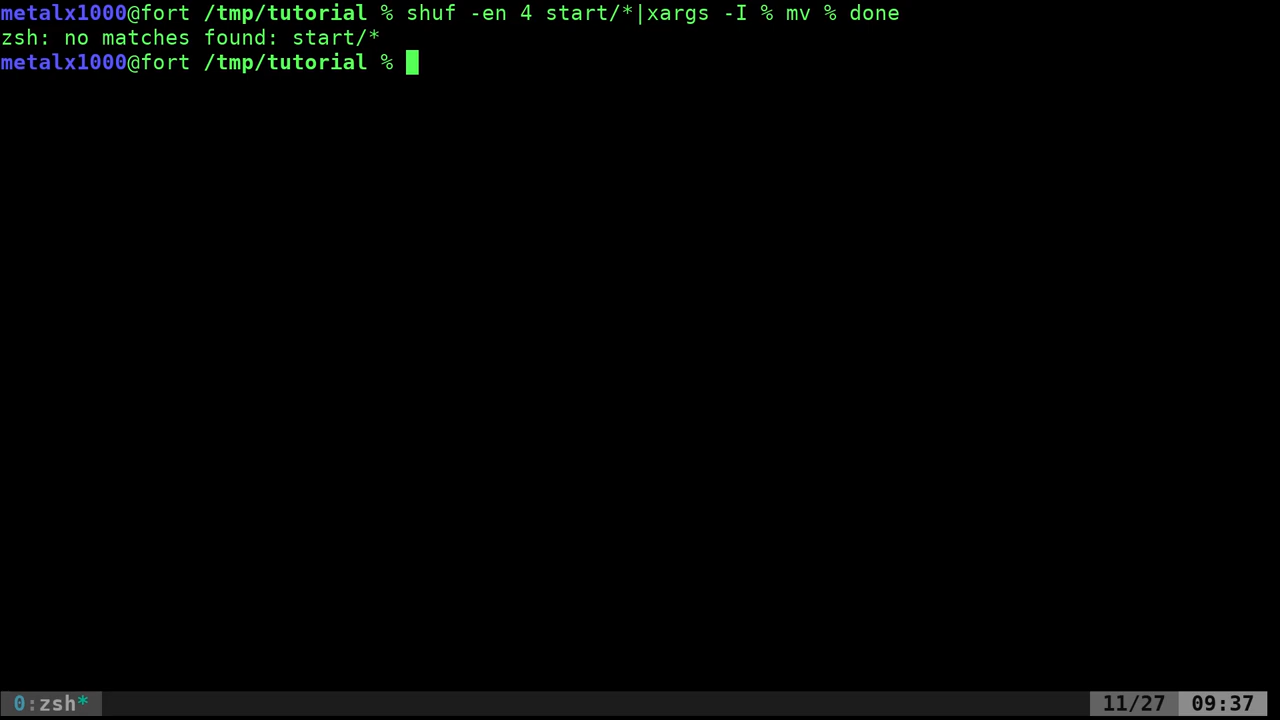 metalx1000@fort /tmp/tutorial % shuf -en 4 start/*|xargs -I % mv % done
zsh: no matches found: start/*
metalx1000@fort /tmp/tutorial %
0:zsh* 11/27 09:37